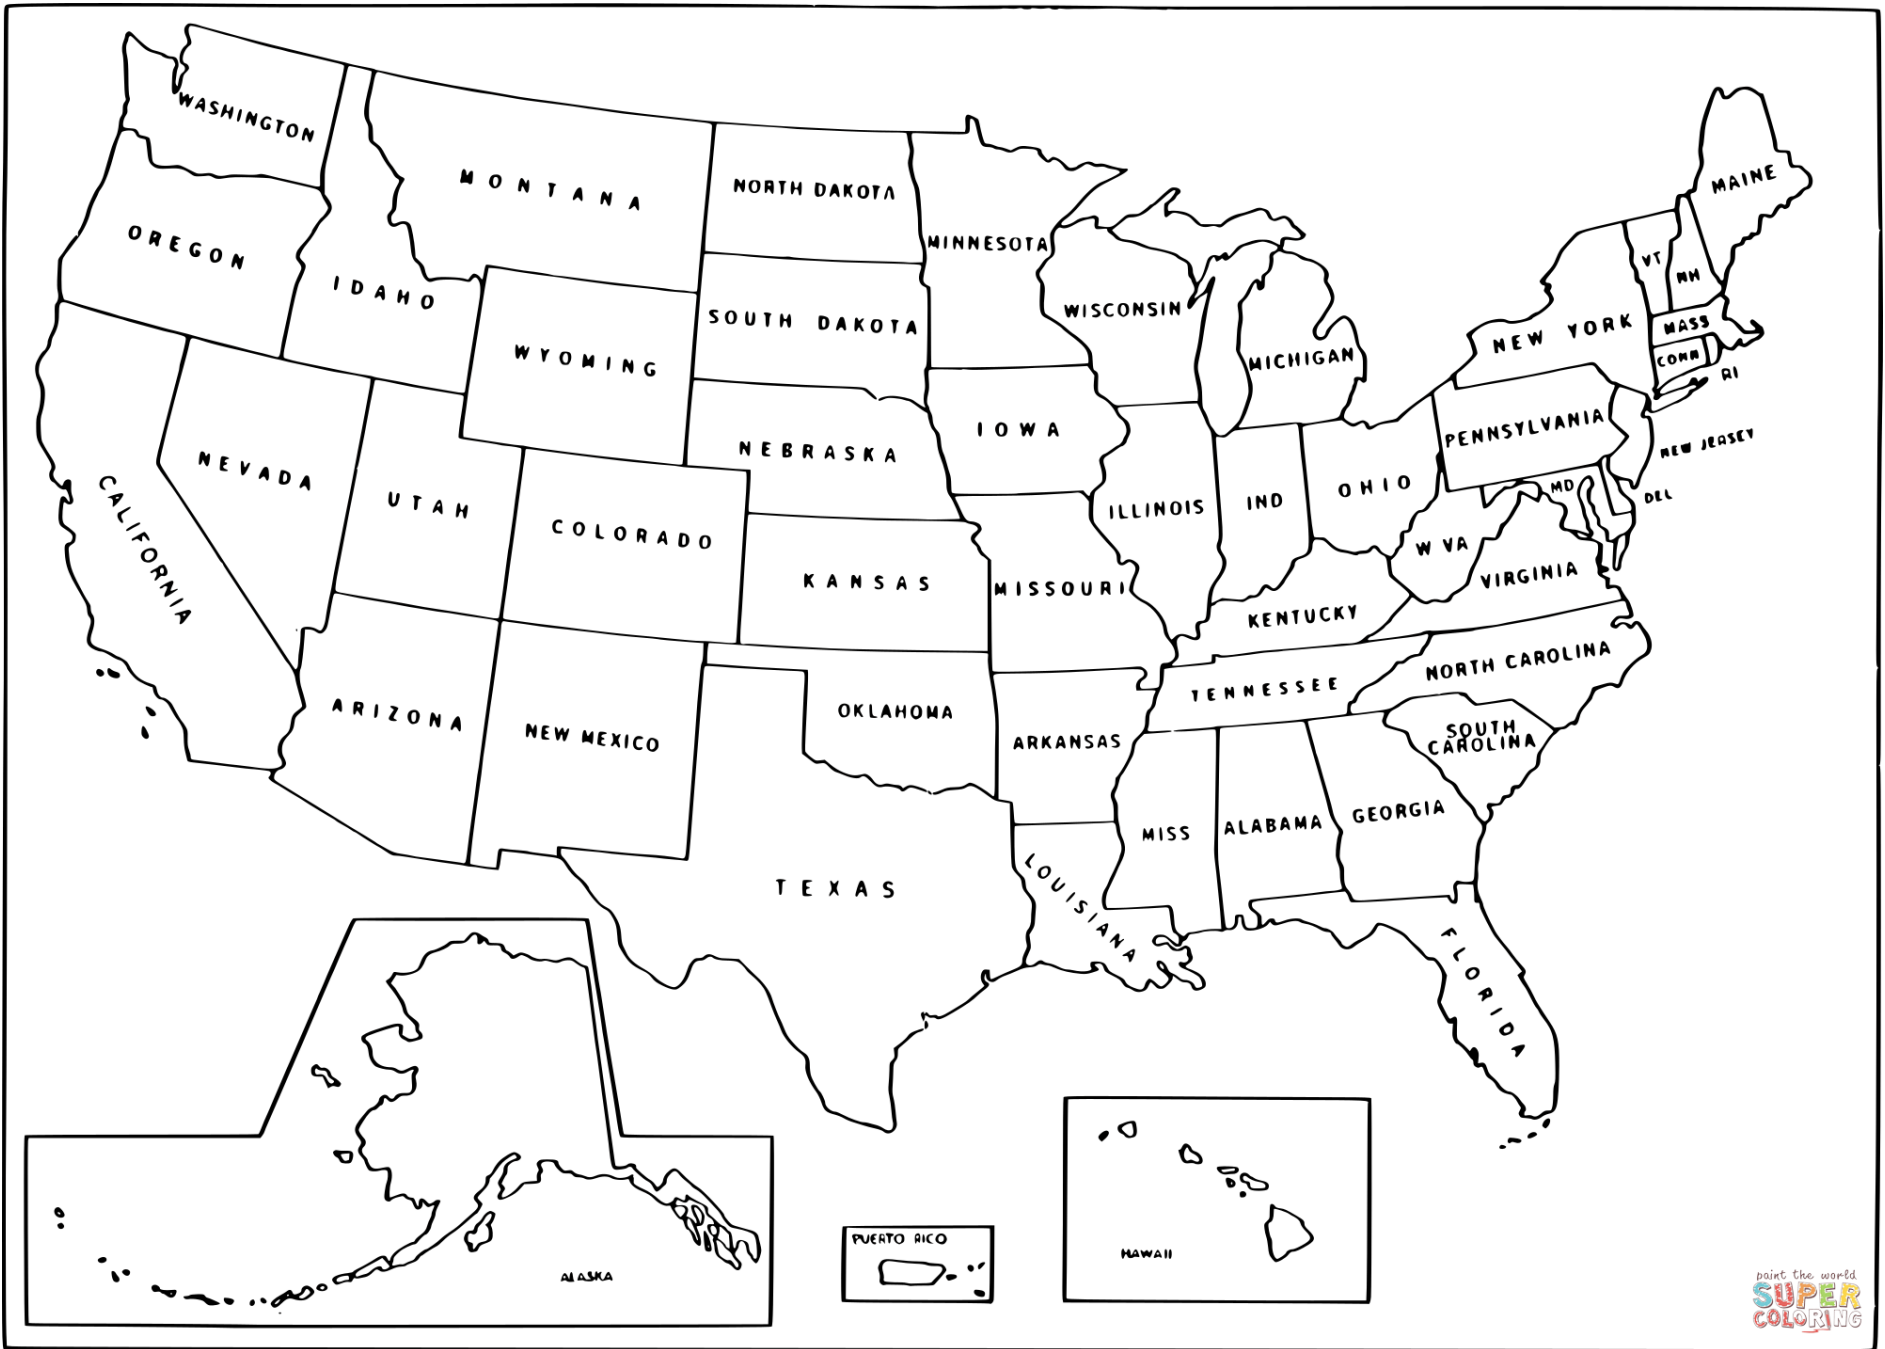 WASHINGTON
MONTANA
NORTH DAKOTA
MINNESOTA
MAINE
OREGON
IDAHO
WYOMING
SOUTH DAKOTA
WISCONSIN
MICHIGAN
NEW YORK
VT
NH
MASS
CONN
RI
NEVADA
UTAH
COLORADO
NEBRASKA
IOWA
ILLINOIS
IND
OHIO
PENNSYLVANIA
NEW JERSEY
MD
DEL
CALIFORNIA
KANSAS
MISSOURI
KENTUCKY
W VA
VIRGINIA
ARIZONA
NEW MEXICO
OKLAHOMA
ARKANSAS
TENNESSEE
NORTH CAROLINA
SOUTH
CAROLINA
TEXAS
LOUISIANA
MISS
ALABAMA
GEORGIA
FLORIDA
ALASKA
PUERTO RICO
HAWAII
paint the world
SUPER
COLORING